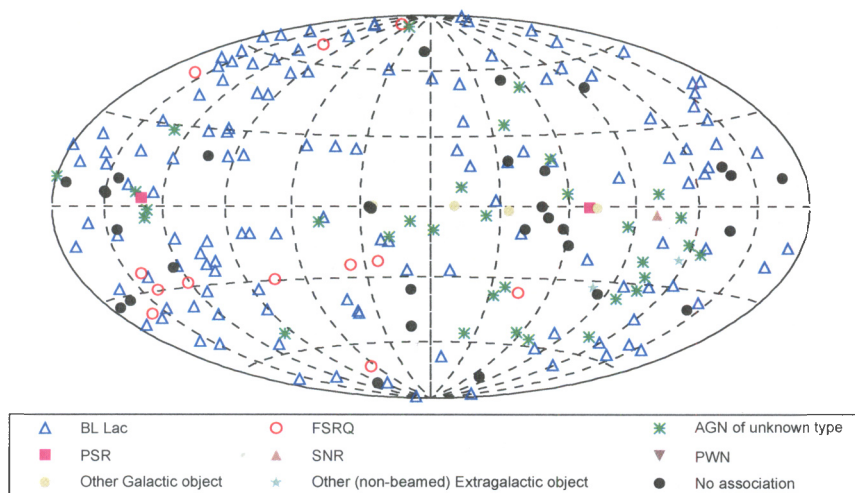 BL Lac FSRQ AGN of unknown type
PSR SNR PWN
Other Galactic object Other (non-beamed) Extragalactic object No association